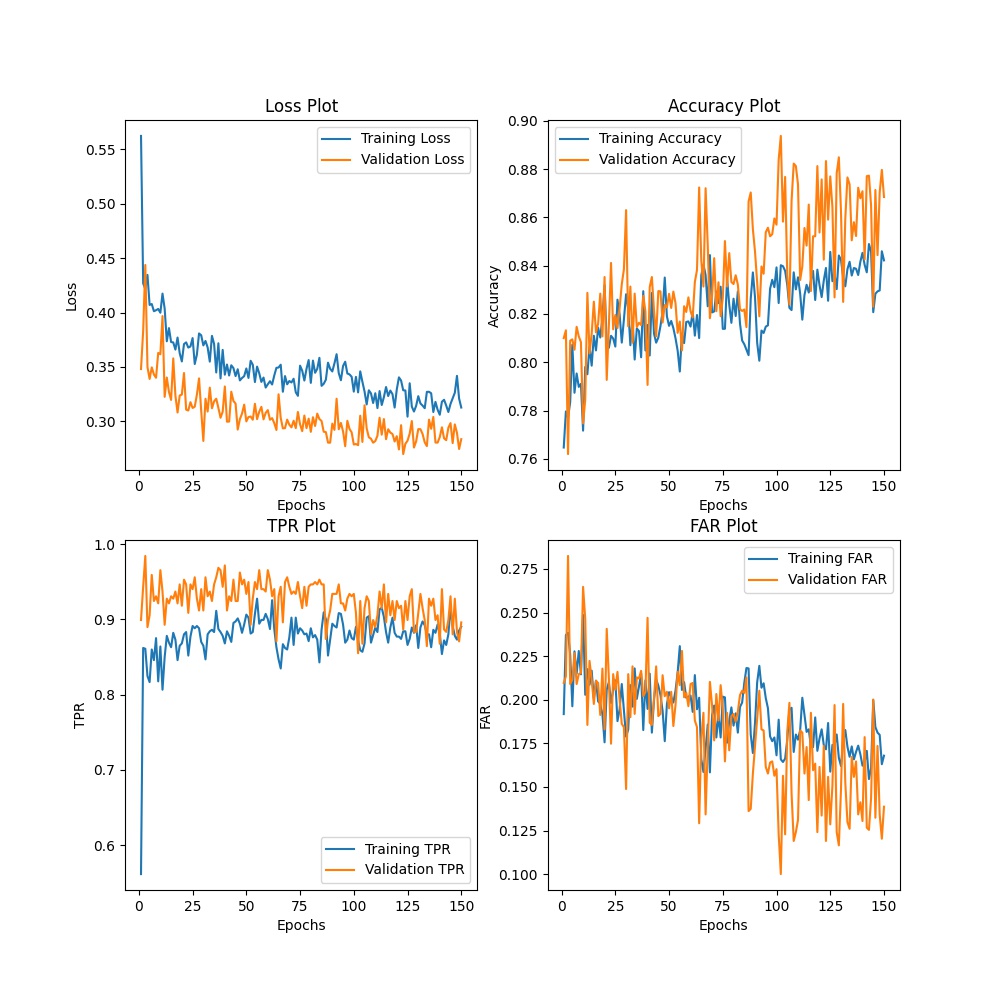 Loss Plot
Training Loss
Validation Loss
0.55
0.50
0.45
0.40
0.35
0.30
Loss
0 25 50 75 100 125 150
Epochs
Accuracy Plot
Training Accuracy
Validation Accuracy
0.90
0.88
0.86
0.84
0.82
0.80
0.78
0.76
Accuracy
0 25 50 75 100 125 150
Epochs
TPR Plot
1.0
0.9
0.8
0.7
0.6
TPR
Training TPR
Validation TPR
0 25 50 75 100 125 150
Epochs
FAR Plot
Training FAR
Validation FAR
0.275
0.250
0.225
0.200
0.175
0.150
0.125
0.100
FAR
0 25 50 75 100 125 150
Epochs